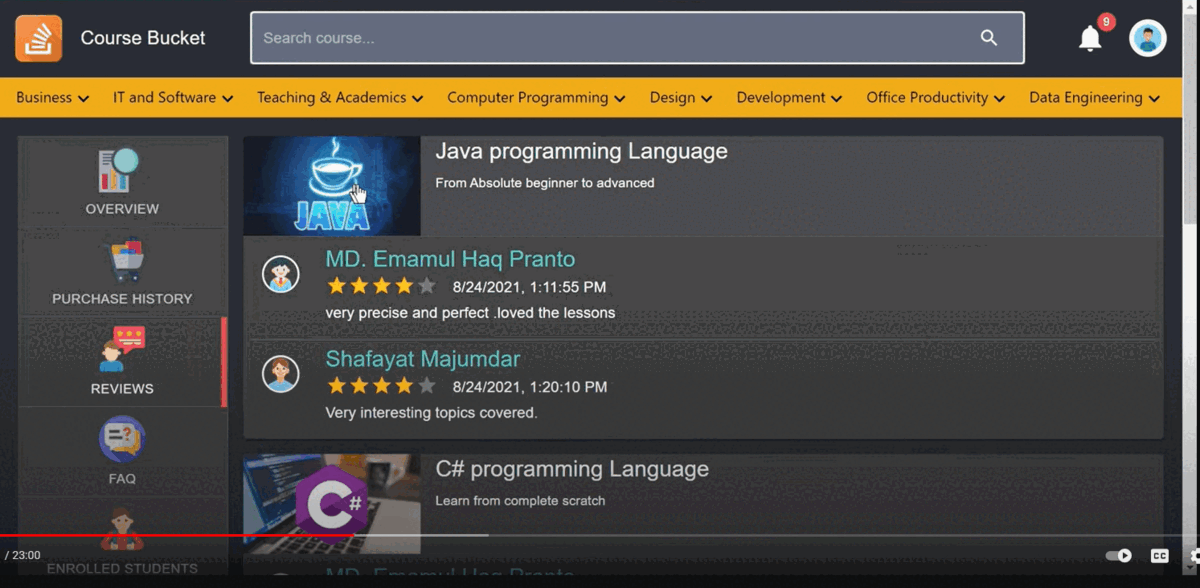 Course Bucket
Search course...
9
Business
IT and Software
Teaching & Academics
Computer Programming
Design
Development
Office Productivity
Data Engineering
OVERVIEW
PURCHASE HISTORY
REVIEWS
FAQ
ENROLLED STUDENTS
JAVA
Java programming Language
From Absolute beginner to advanced
MD. Emamul Haq Pranto
8/24/2021, 1:11:55 PM
very precise and perfect .loved the lessons
Shafayat Majumdar
8/24/2021, 1:20:10 PM
Very interesting topics covered.
C#
C# programming Language
Learn from complete scratch
MD. Emamul Haq Pranto
/ 23:00
CC